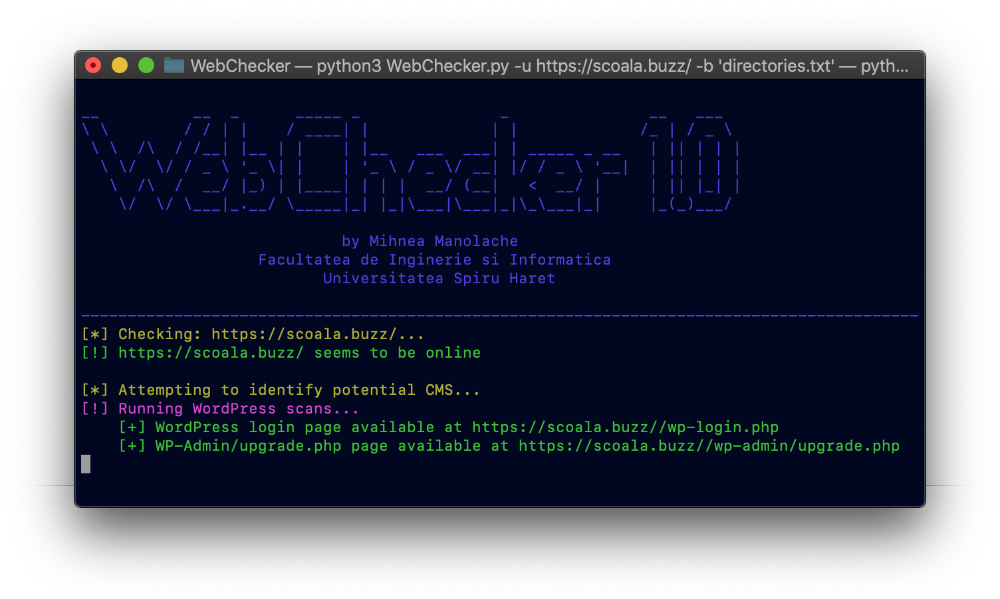 WebChecker — python3 WebChecker.py -u https://scoala.buzz/ -b 'directories.txt' — pyth...
WebChecker 1.0
by Mihnea Manolache
Facultatea de Inginerie si Informatica
Universitatea Spiru Haret
[*] Checking: https://scoala.buzz/...
[!] https://scoala.buzz/ seems to be online
[*] Attempting to identify potential CMS...
[!] Running WordPress scans...
[+] WordPress login page available at https://scoala.buzz//wp-login.php
[+] WP-Admin/upgrade.php page available at https://scoala.buzz//wp-admin/upgrade.php